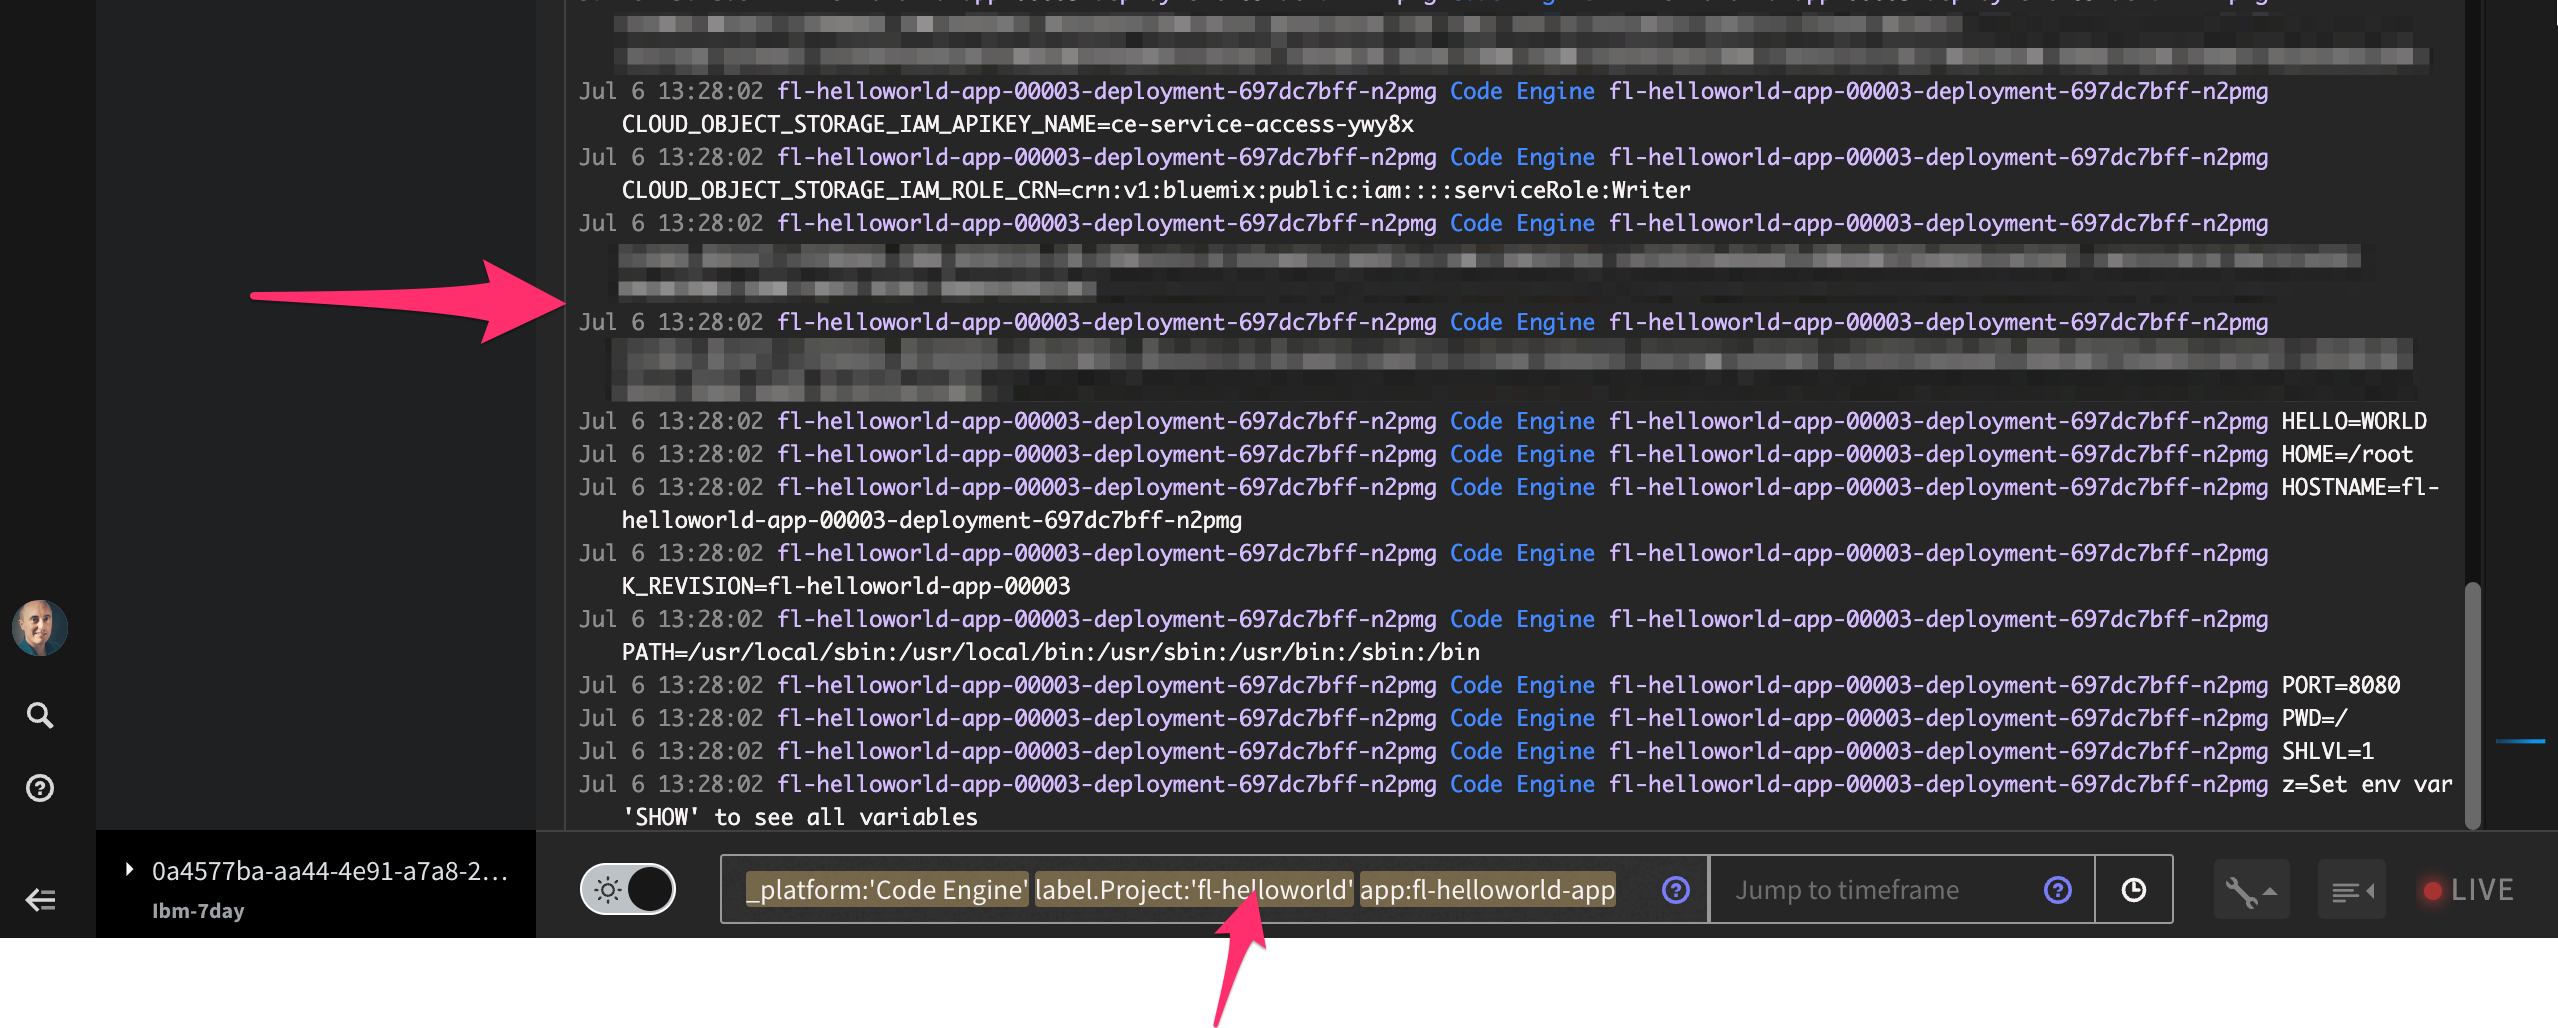 Jul 6 13:28:02 fl-helloworld-app-00003-deployment-697dc7bff-n2pmg Code Engine fl-helloworld-app-00003-deployment-697dc7bff-n2pmg
CLOUD_OBJECT_STORAGE_IAM_APIKEY_NAME=ce-service-access-ywy8x
Jul 6 13:28:02 fl-helloworld-app-00003-deployment-697dc7bff-n2pmg Code Engine fl-helloworld-app-00003-deployment-697dc7bff-n2pmg
CLOUD_OBJECT_STORAGE_IAM_ROLE_CRN=crn:v1:bluemix:public:iam::::serviceRole:Writer
Jul 6 13:28:02 fl-helloworld-app-00003-deployment-697dc7bff-n2pmg Code Engine fl-helloworld-app-00003-deployment-697dc7bff-n2pmg
Jul 6 13:28:02 fl-helloworld-app-00003-deployment-697dc7bff-n2pmg Code Engine fl-helloworld-app-00003-deployment-697dc7bff-n2pmg
Jul 6 13:28:02 fl-helloworld-app-00003-deployment-697dc7bff-n2pmg Code Engine fl-helloworld-app-00003-deployment-697dc7bff-n2pmg HELLO=WORLD
Jul 6 13:28:02 fl-helloworld-app-00003-deployment-697dc7bff-n2pmg Code Engine fl-helloworld-app-00003-deployment-697dc7bff-n2pmg HOME=/root
Jul 6 13:28:02 fl-helloworld-app-00003-deployment-697dc7bff-n2pmg Code Engine fl-helloworld-app-00003-deployment-697dc7bff-n2pmg HOSTNAME=fl-
helloworld-app-00003-deployment-697dc7bff-n2pmg
Jul 6 13:28:02 fl-helloworld-app-00003-deployment-697dc7bff-n2pmg Code Engine fl-helloworld-app-00003-deployment-697dc7bff-n2pmg
K_REVISION=fl-helloworld-app-00003
Jul 6 13:28:02 fl-helloworld-app-00003-deployment-697dc7bff-n2pmg Code Engine fl-helloworld-app-00003-deployment-697dc7bff-n2pmg
PATH=/usr/local/sbin:/usr/local/bin:/usr/sbin:/usr/bin:/sbin:/bin
Jul 6 13:28:02 fl-helloworld-app-00003-deployment-697dc7bff-n2pmg Code Engine fl-helloworld-app-00003-deployment-697dc7bff-n2pmg PORT=8080
Jul 6 13:28:02 fl-helloworld-app-00003-deployment-697dc7bff-n2pmg Code Engine fl-helloworld-app-00003-deployment-697dc7bff-n2pmg PWD=/
Jul 6 13:28:02 fl-helloworld-app-00003-deployment-697dc7bff-n2pmg Code Engine fl-helloworld-app-00003-deployment-697dc7bff-n2pmg SHLVL=1
Jul 6 13:28:02 fl-helloworld-app-00003-deployment-697dc7bff-n2pmg Code Engine fl-helloworld-app-00003-deployment-697dc7bff-n2pmg z=Set env var
'SHOW' to see all variables
0a4577ba-aa44-4e91-a7a8-2...
Ibm-7day
_platform:'Code Engine' label.Project:'fl-helloworld' app:fl-helloworld-app
Jump to timeframe
LIVE